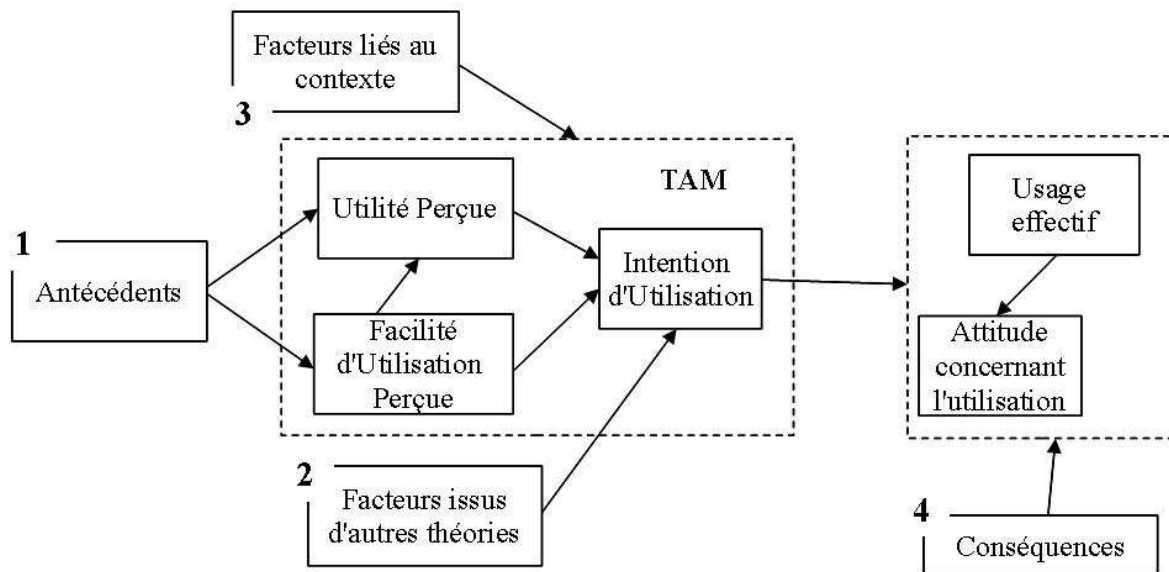 Facteurs liés au
contexte
3
TAM
Utilité Perçue
Usage
effectif
1
Antécédents
Intention
d'Utilisation
Facilité
d'Utilisation
Perçue
Attitude
concernant
l'utilisation
2
Facteurs issus
d'autres théories
4
Conséquences